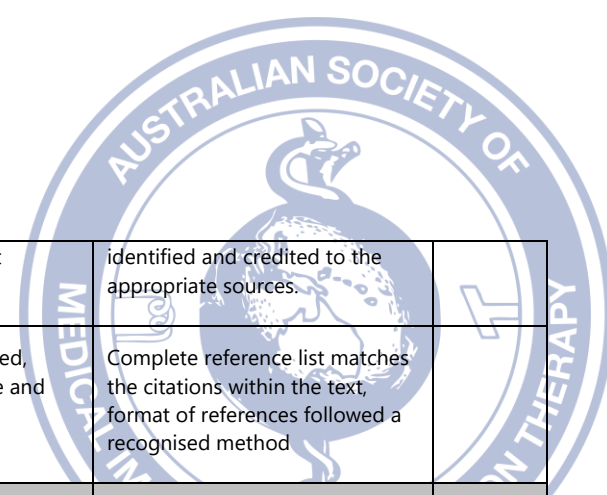 AUSTRALIAN SOCIETY OF
MEDICAL
THERAPY
identified and credited to the
appropriate sources.
ed,
e and
Complete reference list matches
the citations within the text,
format of references followed a
recognised method